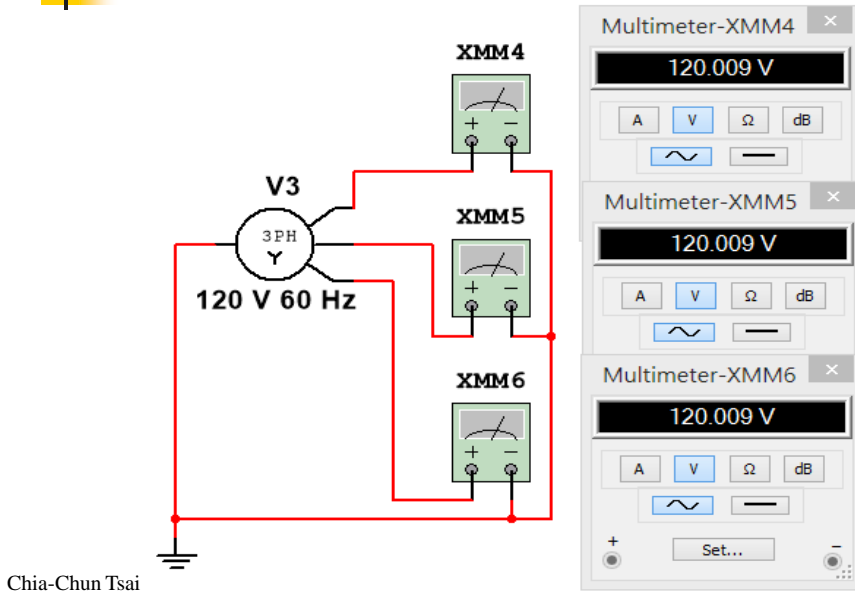 XMM4
+ −
V3
3PH
Y
120 V 60 Hz
XMM5
+ −
XMM6
+ −
Multimeter-XMM4 ×
120.009 V
A V Ω dB
Multimeter-XMM5 ×
120.009 V
A V Ω dB
Multimeter-XMM6 ×
120.009 V
A V Ω dB
+ Set... −
Chia-Chun Tsai